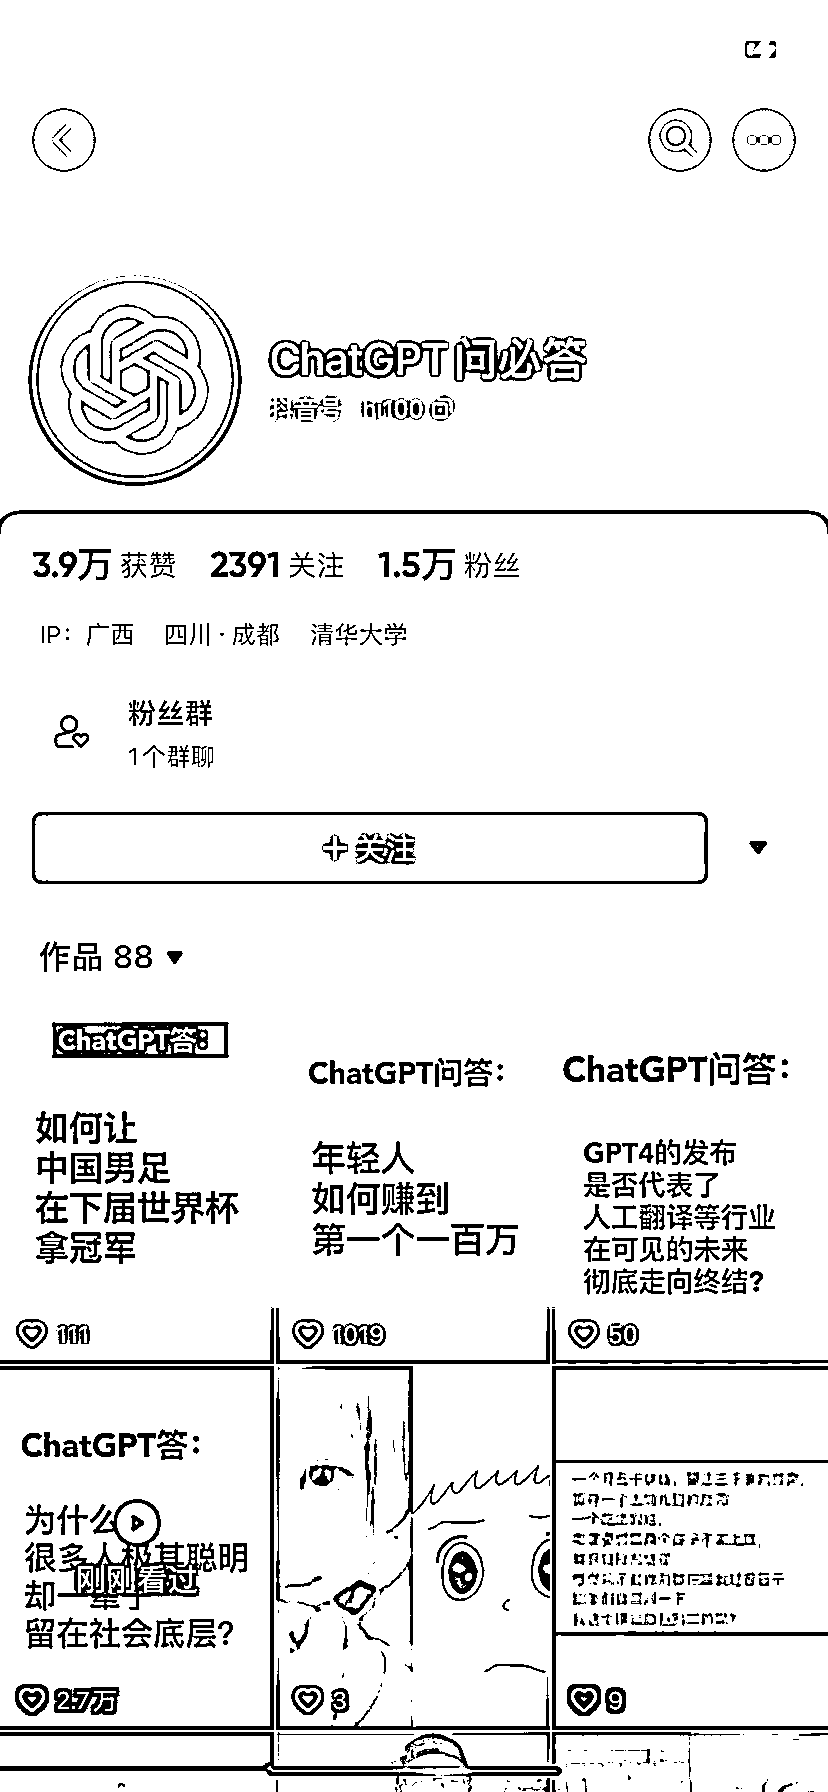 ChatGPT问必答
3.9万 获赞 2391 关注 1.5万 粉丝
IP：广西 四川·成都 清华大学
粉丝群
1个群聊
关注
作品 88
ChatGPT答：
如何让
中国男足
在下届世界杯
拿冠军
111
ChatGPT问答：
年轻人
如何赚到
第一个一百万
1019
ChatGPT问答：
GPT4的发布
是否代表了
人工翻译等行业
在可见的未来
彻底走向终结?
50
ChatGPT答：
为什么
很多人极其聪明
却一辈子
留在社会底层?
刚刚看过
2.7万
3
9